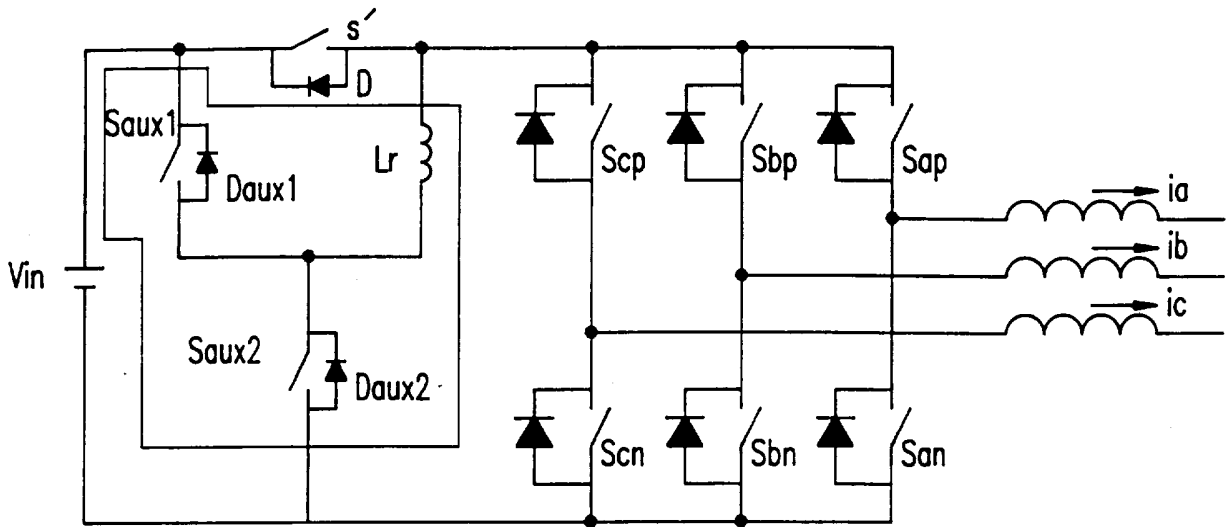 s′
D
Saux1
Daux1
Lr
Scp
Sbp
Sap
ia
ib
ic
Vin
Saux2
Daux2
Scn
Sbn
San